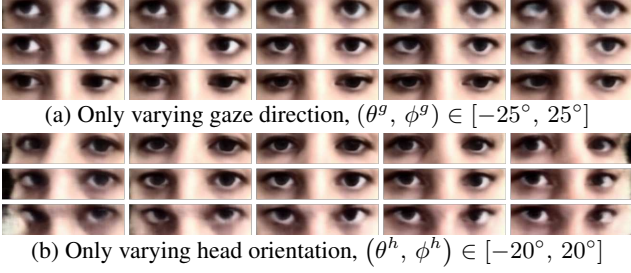 (a) Only varying gaze direction, (θ^g, φ^g) ∈ [−25°, 25°]
(b) Only varying head orientation, (θ^h, φ^h) ∈ [−20°, 20°]